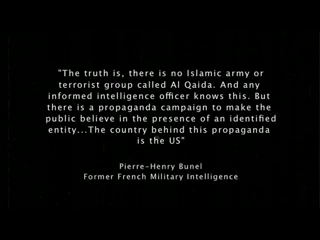 "The truth is, there is no Islamic army or
terrorist group called Al Qaida. And any
informed intelligence officer knows this. But
there is a propaganda campaign to make the
public believe in the presence of an identified
entity...The country behind this propaganda
is the US"
Pierre-Henry Bunel
Former French Military Intelligence